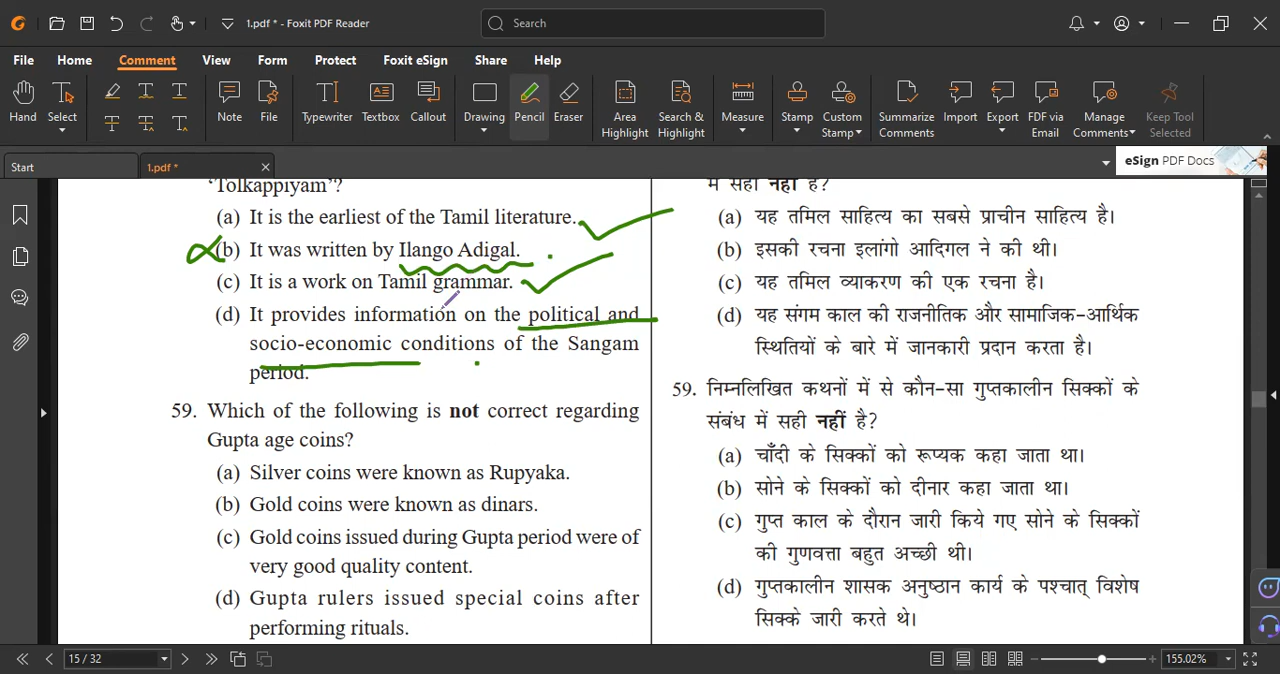 1.pdf * - Foxit PDF Reader
Search
File Home Comment View Form Protect Foxit eSign Share Help
Hand Select Note File Typewriter Textbox Callout Drawing Pencil Eraser Area Highlight Search & Highlight Measure Stamp Custom Stamp Summarize Comments Import Export FDF via Email Manage Comments Keep Tool Selected
Start 1.pdf * eSign PDF Docs
'Tolkappiyam'?
(a) It is the earliest of the Tamil literature.
(b) It was written by Ilango Adigal.
(c) It is a work on Tamil grammar.
(d) It provides information on the political and
socio-economic conditions of the Sangam
period.
59. Which of the following is not correct regarding
Gupta age coins?
(a) Silver coins were known as Rupyaka.
(b) Gold coins were known as dinars.
(c) Gold coins issued during Gupta period were of
very good quality content.
(d) Gupta rulers issued special coins after
performing rituals.
में सही नहीं है?
(a) यह तमिल साहित्य का सबसे प्राचीन साहित्य है।
(b) इसकी रचना इलांगो आदिगल ने की थी।
(c) यह तमिल व्याकरण की एक रचना है।
(d) यह संगम काल की राजनीतिक और सामाजिक-आर्थिक
स्थितियों के बारे में जानकारी प्रदान करता है।
59. निम्नलिखित कथनों में से कौन-सा गुप्तकालीन सिक्कों के
संबंध में सही नहीं है?
(a) चाँदी के सिक्कों को रूप्यक कहा जाता था।
(b) सोने के सिक्कों को दीनार कहा जाता था।
(c) गुप्त काल के दौरान जारी किये गए सोने के सिक्कों
की गुणवत्ता बहुत अच्छी थी।
(d) गुप्तकालीन शासक अनुष्ठान कार्य के पश्चात् विशेष
सिक्के जारी करते थे।
15 / 32
155.02%